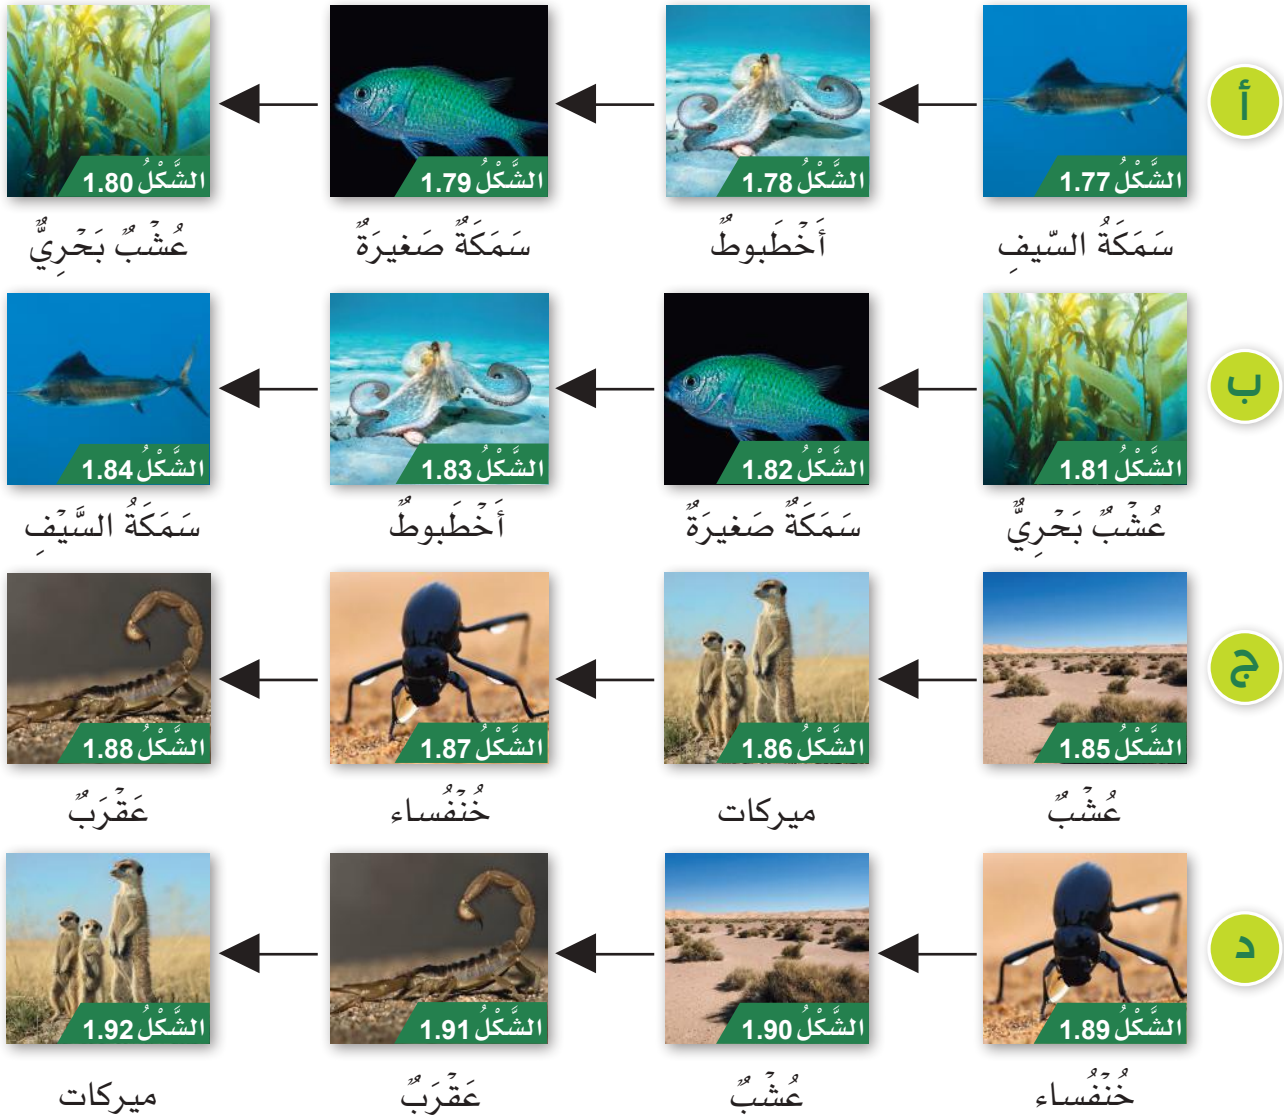 أ
الشَّكْلُ 1.77 الشَّكْلُ 1.78 الشَّكْلُ 1.79 الشَّكْلُ 1.80
سَمَكَةُ السّيفِ أَخْطَبوطٌ سَمَكَةٌ صَغيرَةٌ عُشْبٌ بَحْرِيٌّ
ب
الشَّكْلُ 1.81 الشَّكْلُ 1.82 الشَّكْلُ 1.83 الشَّكْلُ 1.84
عُشْبٌ بَحْرِيٌّ سَمَكَةٌ صَغيرَةٌ أَخْطَبوطٌ سَمَكَةُ السَّيْفِ
ج
الشَّكْلُ 1.85 الشَّكْلُ 1.86 الشَّكْلُ 1.87 الشَّكْلُ 1.88
عُشْبٌ ميركات خُنْفُساء عَقْرَبٌ
د
الشَّكْلُ 1.89 الشَّكْلُ 1.90 الشَّكْلُ 1.91 الشَّكْلُ 1.92
خُنْفُساء عُشْبٌ عَقْرَبٌ ميركات